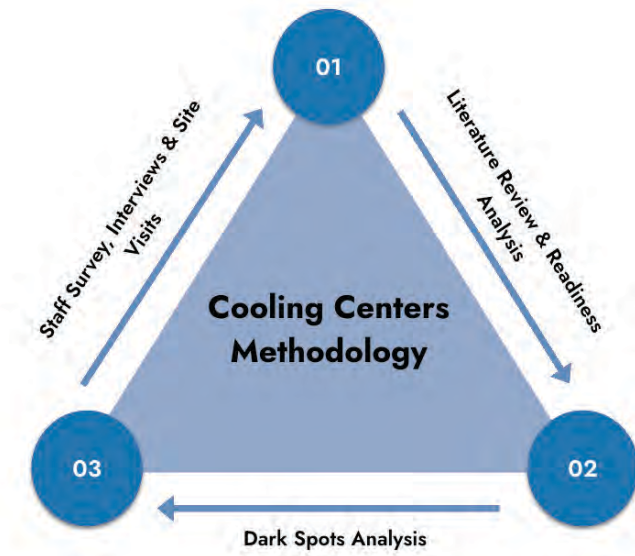 01
Staff Survey, Interviews & Site
Visits
Literature Review & Readiness
Analysis
Cooling Centers
Methodology
03
02
Dark Spots Analysis